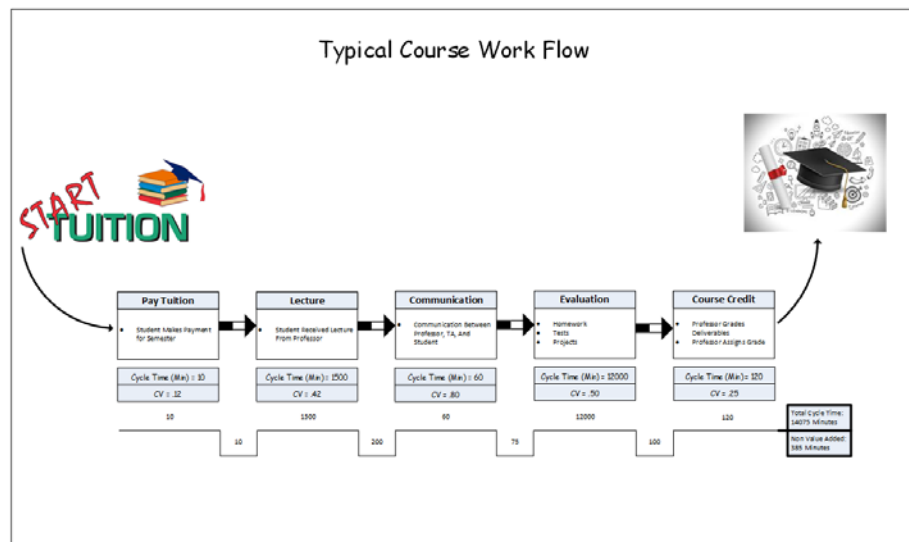 Typical Course Work Flow
START
TUITION
Pay Tuition
• Student Makes Payment
for Semester
Cycle Time (Min) = 10
CV = .12
Lecture
• Student Received Lecture
From Professor
Cycle Time (Min)= 1500
CV = .42
Communication
• Communication Between
Professor, TA, And
Student
Cycle Time (Min) = 60
CV = .80
Evaluation
• Homework
• Tests
• Projects
Cycle Time (Min) = 12000
CV = .50
Course Credit
• Professor Grades
Deliverables
• Professor Assigns Grade
Cycle Time (Min) = 120
CV = .25
10
1500
60
12000
120
10
200
75
100
Total Cycle Time:
14075 Minutes
Non Value Added:
385 Minutes